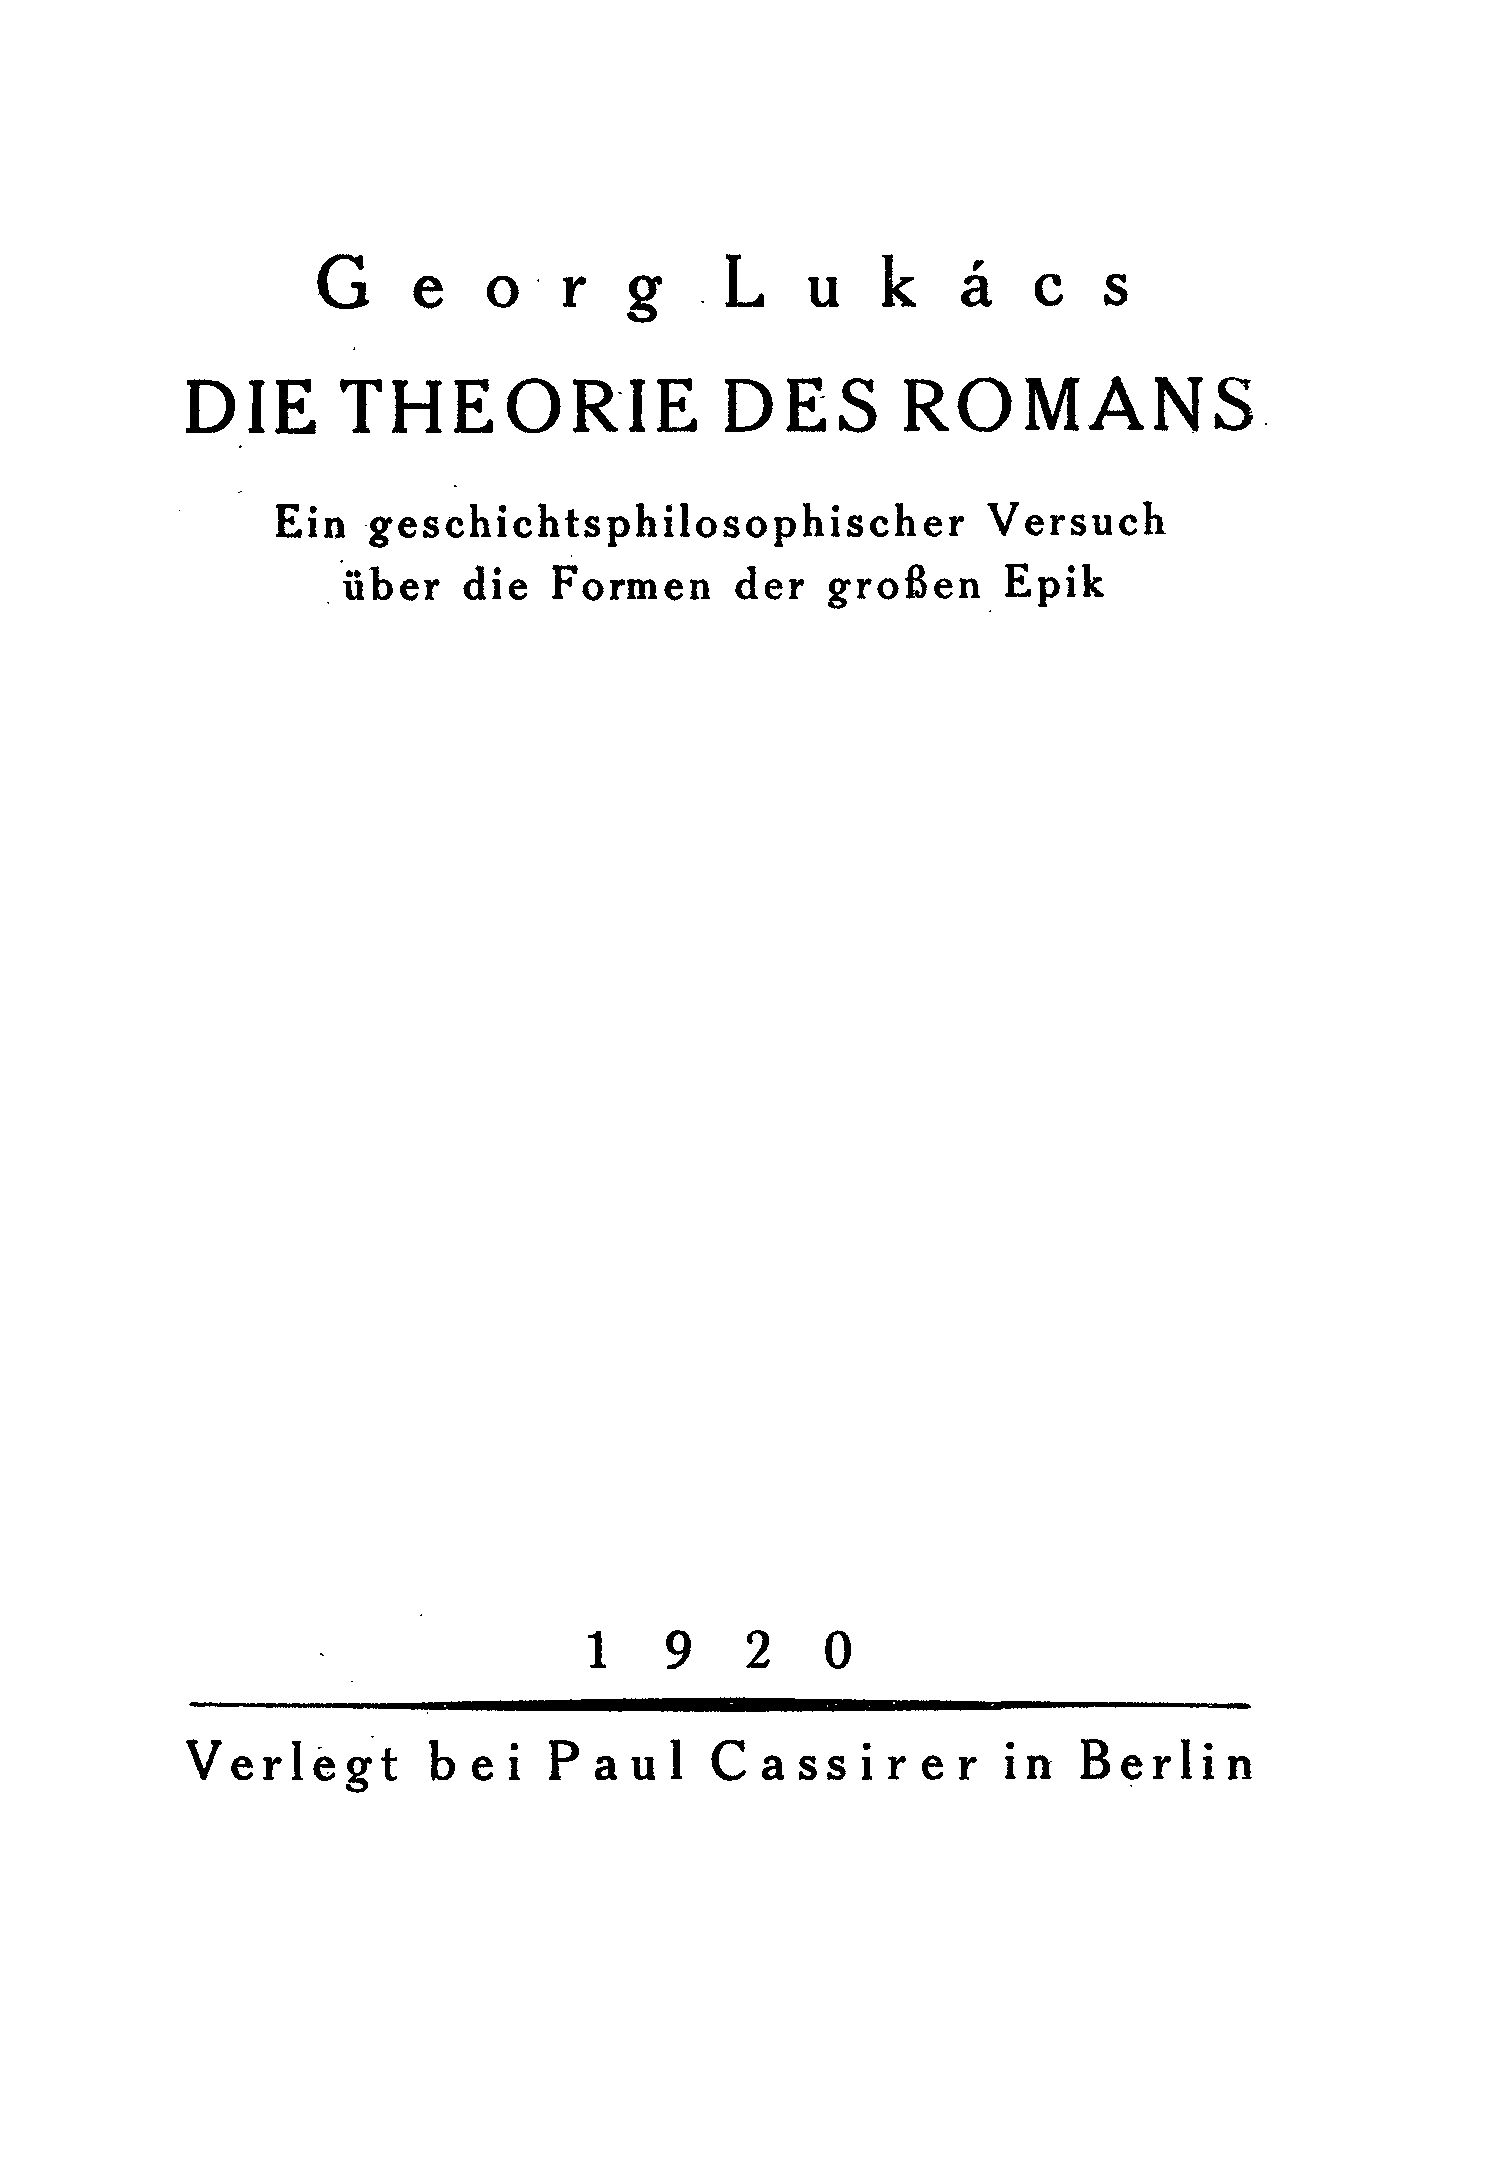 Georg Lukács
DIE THEORIE DES ROMANS
Ein geschichtsphilosophischer Versuch
über die Formen der großen Epik
1920
Verlegt bei Paul Cassirer in Berlin